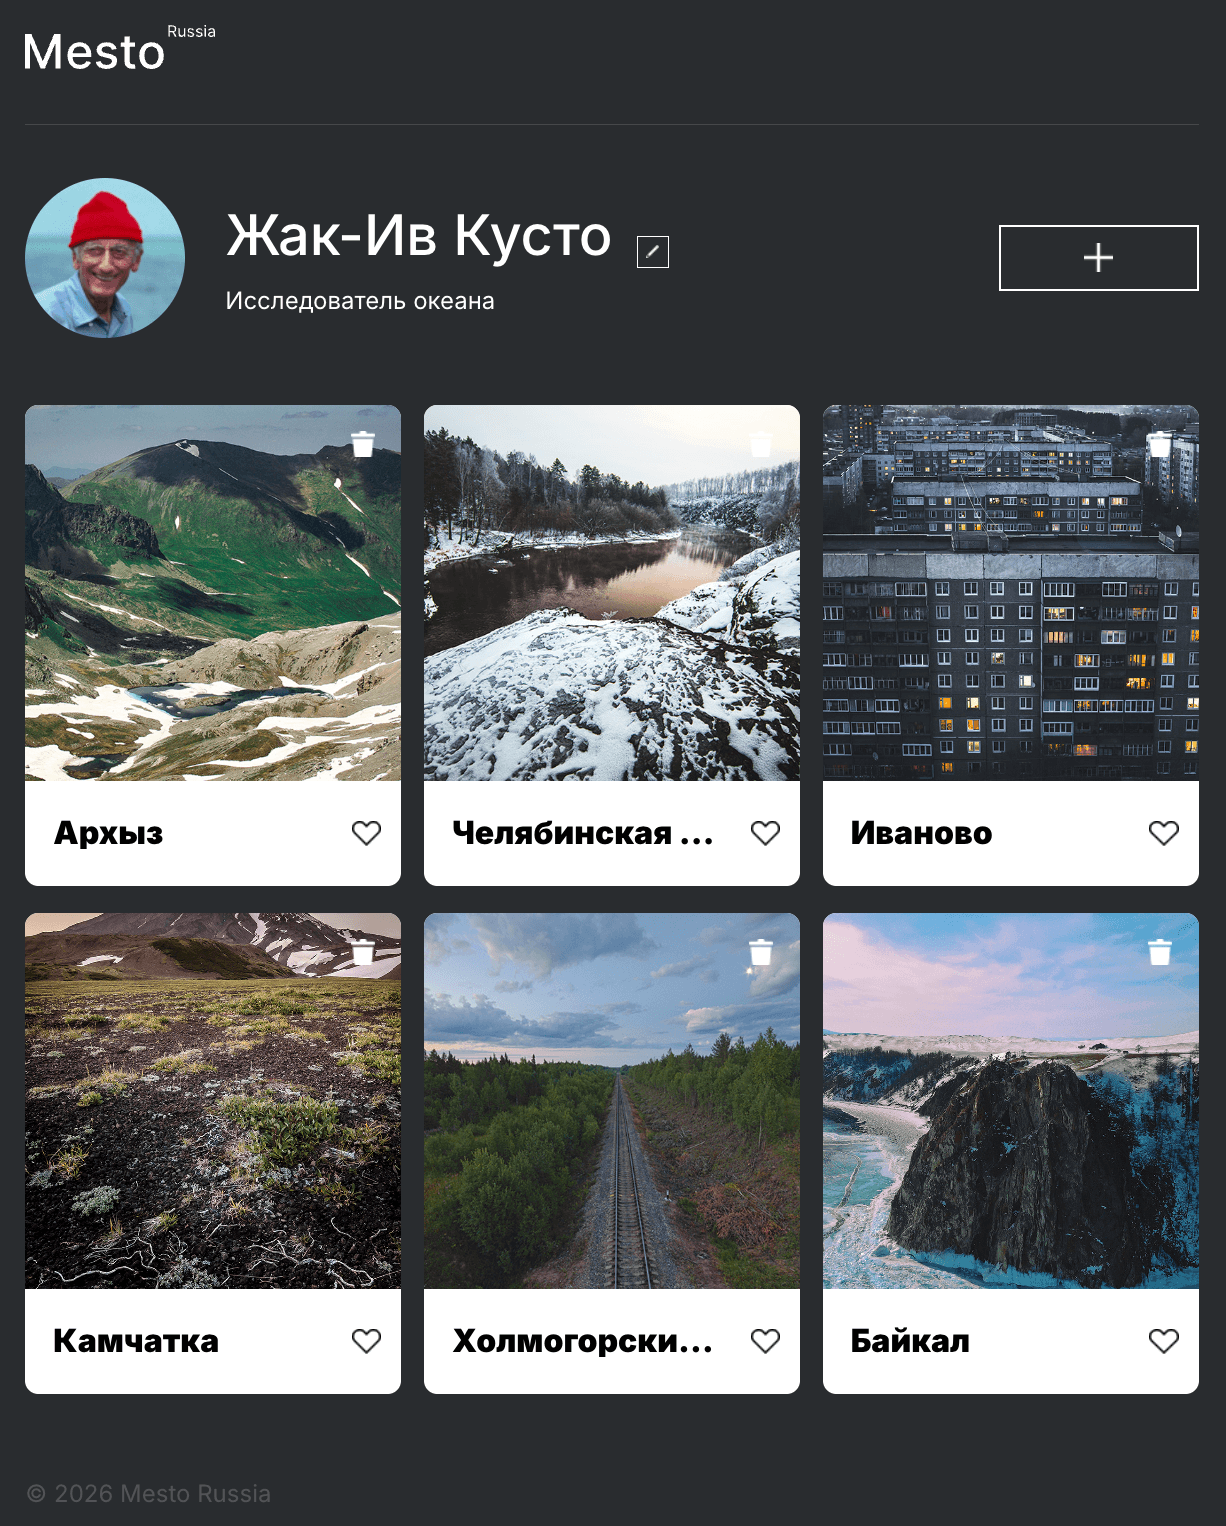 Mesto Russia
Жак-Ив Кусто
Исследователь океана
Архыз
Челябинская ...
Иваново
Камчатка
Холмогорски...
Байкал
© 2026 Mesto Russia